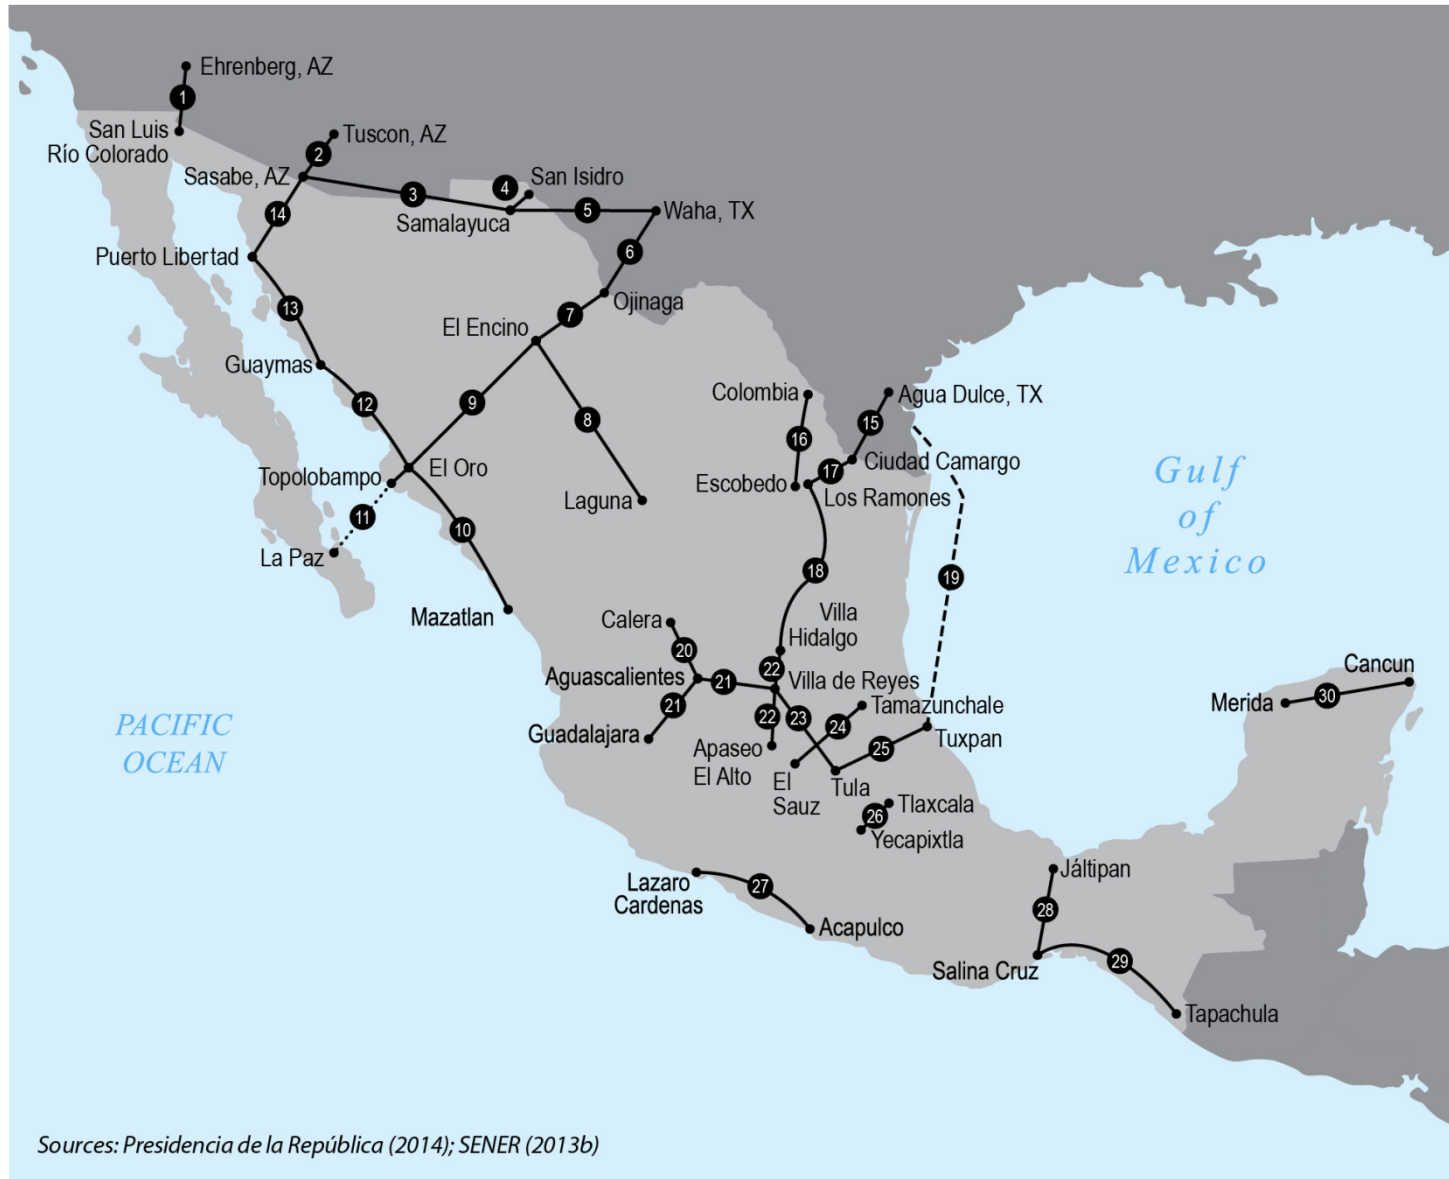 Ehrenberg, AZ
1
San Luis
Río Colorado
Tuscon, AZ
2
Sasabe, AZ
3
4
San Isidro
Samalayuca
5
Waha, TX
14
6
Puerto Libertad
Ojinaga
13
7
El Encino
Guaymas
12
9
8
Colombia
Agua Dulce, TX
15
16
Ciudad Camargo
17
Topolobampo
El Oro
Escobedo
Los Ramones
Laguna
11
10
La Paz
18
19
Gulf
of
Mexico
Mazatlan
Calera
Villa
Hidalgo
20
22
Aguascalientes
21
Villa de Reyes
Cancun
Merida
30
21
22
23
24
Tamazunchale
PACIFIC
OCEAN
Guadalajara
Apaseo
El Alto
25
Tuxpan
El
Sauz
Tula
26
Tlaxcala
Yecapixtla
Lazaro
Cardenas
27
Acapulco
Jáltipan
28
Salina Cruz
29
Tapachula
Sources: Presidencia de la República (2014); SENER (2013b)